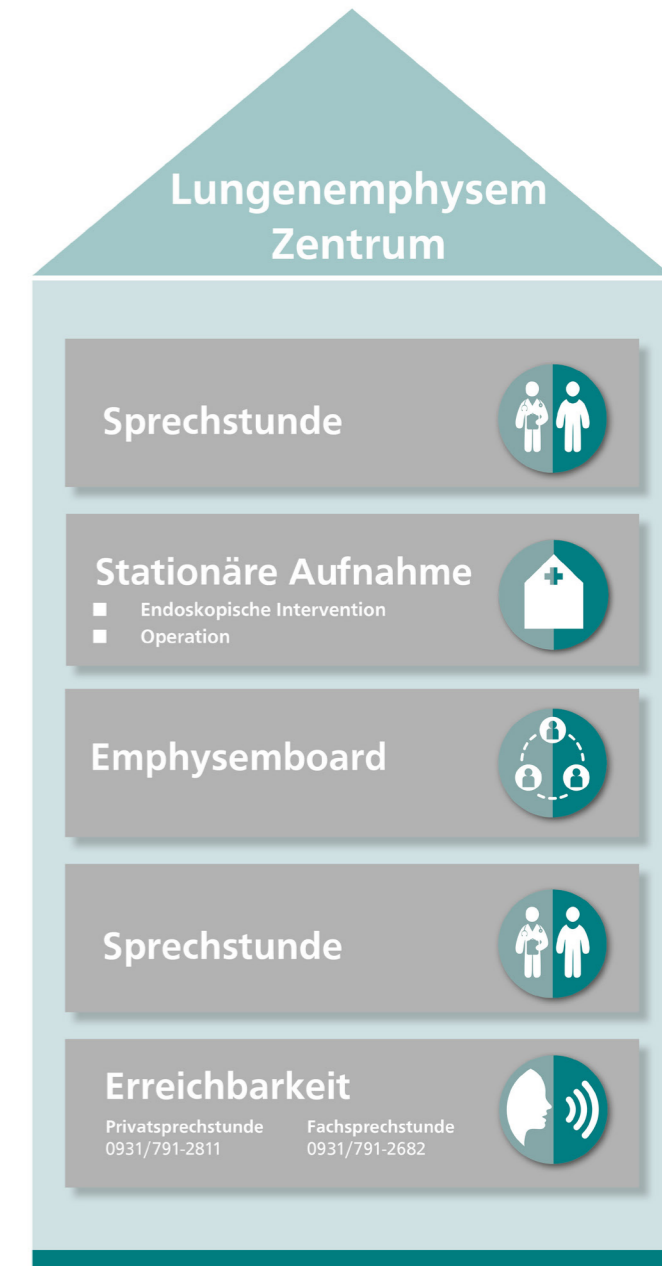 Lungenemphysem
Zentrum
Sprechstunde
Stationäre Aufnahme
Endoskopische Intervention
Operation
Emphysemboard
Sprechstunde
Erreichbarkeit
Privatsprechstunde Fachsprechstunde
0931/791-2811 0931/791-2682